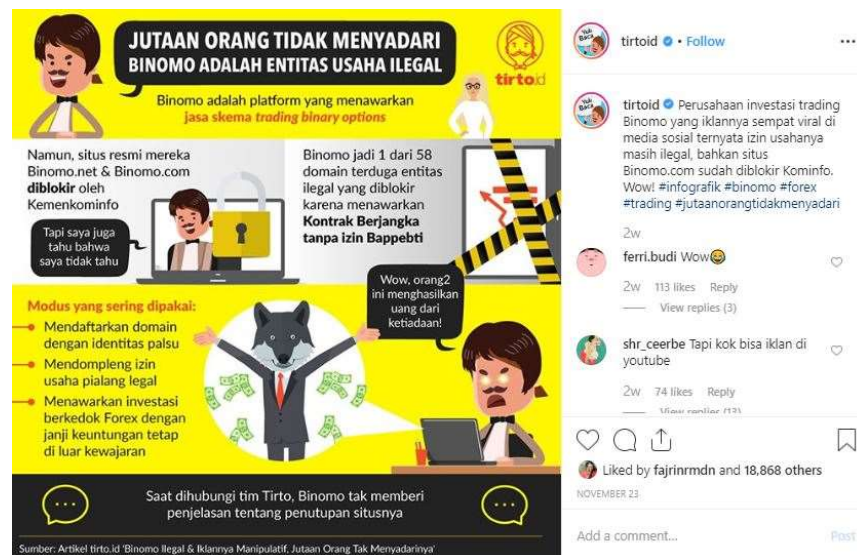 JUTAAN ORANG TIDAK MENYADARI
BINOMO ADALAH ENTITAS USAHA ILEGAL
tirto.id
Binomo adalah platform yang menawarkan
jasa skema trading binary options
Namun, situs resmi mereka
Binomo.net & Binomo.com
diblokir oleh
Kemenkominfo
Tapi saya juga
tahu bahwa
saya tidak tahu
Binomo jadi 1 dari 58
domain terduga entitas
ilegal yang diblokir
karena menawarkan
Kontrak Berjangka
tanpa izin Bappebti
Wow, orang2
ini menghasilkan
uang dari
ketiadaan!
Modus yang sering dipakai:
Mendaftarkan domain
dengan identitas palsu
Mendompleng izin
usaha pialang legal
Menawarkan investasi
berkedok Forex dengan
janji keuntungan tetap
di luar kewajaran
Saat dihubungi tim Tirto, Binomo tak memberi
penjelasan tentang penutupan situsnya
Sumber: Artikel tirto.id 'Binomo Ilegal & Iklannya Manipulatif, Jutaan Orang Tak Menyadarinya'
Yuk Baca
tirtoid • Follow
Yuk Baca
tirtoid Perusahaan investasi trading
Binomo yang iklannya sempat viral di
media sosial ternyata izin usahanya
masih ilegal, bahkan situs
Binomo.com sudah diblokir Kominfo.
Wow! #infografik #binomo #forex
#trading #jutaanorangtidakmenyadari
2w
ferri.budi Wow😂
2w 113 likes Reply
View replies (3)
shr_ceerbe Tapi kok bisa iklan di
youtube
2w 74 likes Reply
View replies (13)
Liked by fajrinrmdn and 18,868 others
NOVEMBER 23
Add a comment... Post